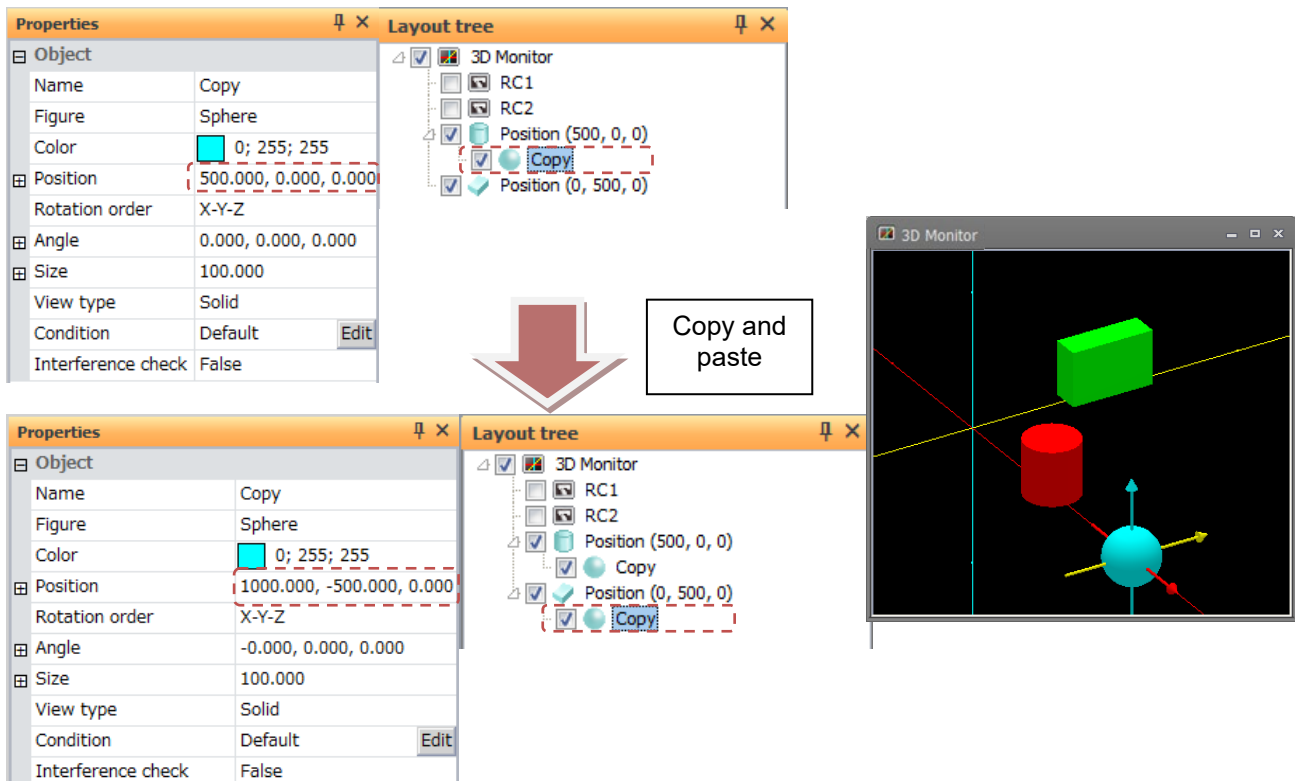 Properties
Object
Name Copy
Figure Sphere
Color 0; 255; 255
Position 500.000, 0.000, 0.000
Rotation order X-Y-Z
Angle 0.000, 0.000, 0.000
Size 100.000
View type Solid
Condition Default Edit
Interference check False
Layout tree
3D Monitor
RC1
RC2
Position (500, 0, 0)
Copy
Position (0, 500, 0)
Copy and
paste
3D Monitor
Properties
Object
Name Copy
Figure Sphere
Color 0; 255; 255
Position 1000.000, -500.000, 0.000
Rotation order X-Y-Z
Angle -0.000, 0.000, 0.000
Size 100.000
View type Solid
Condition Default Edit
Interference check False
Layout tree
3D Monitor
RC1
RC2
Position (500, 0, 0)
Copy
Position (0, 500, 0)
Copy